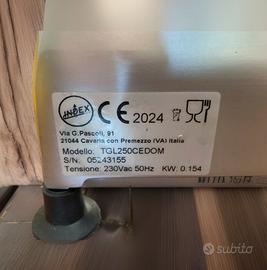 INDEX CE 2024
Via G.Pascoli, 91
21044 Cavaria con Premezzo (VA) Italia
Modello: TGL250CEDOM
S/N: 05243155
Tensione: 230Vac 50Hz KW: 0.154
subito